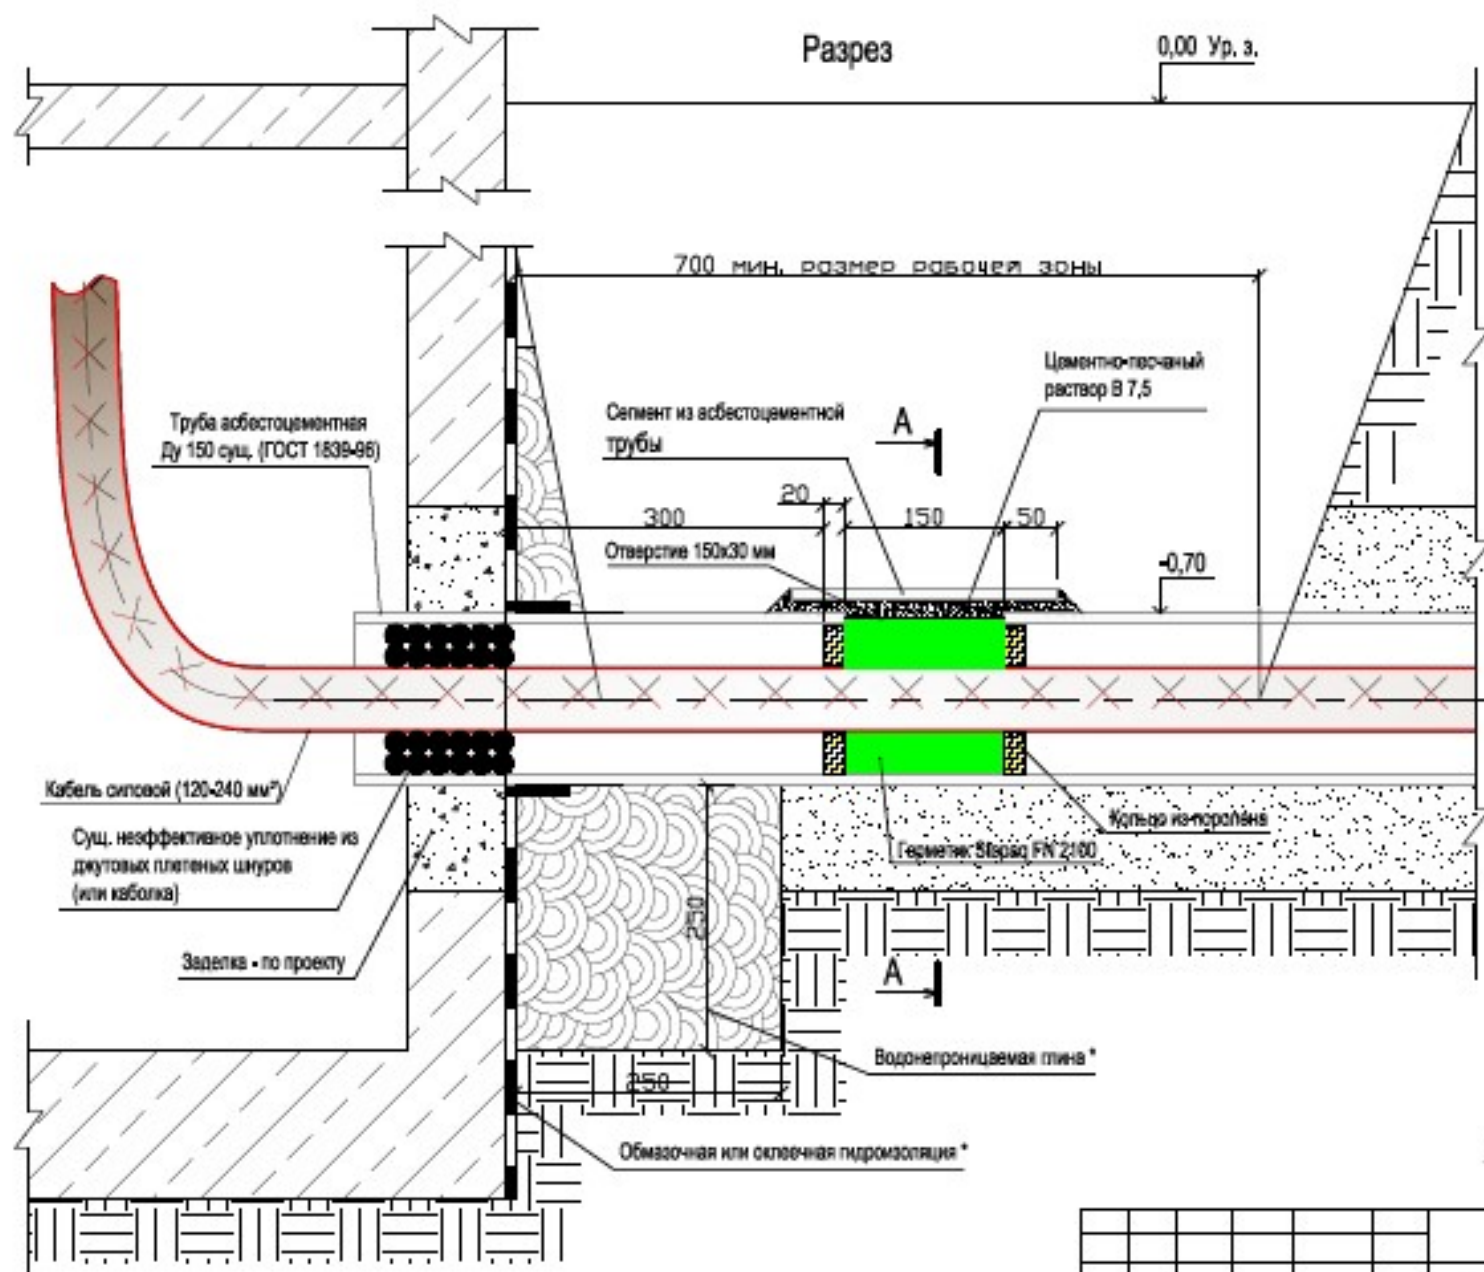 Разрез
0,00 Ур. з.
700 мин. размер рабочей зоны
Цементно-песчаный
раствор В 7,5
Сегмент из асбестоцементной
трубы
А
Труба асбестоцементная
Ду 150 сущ. (ГОСТ 1839-96)
20
300
150
50
Отверстие 150х30 мм
-0,70
Кабель силовой (120-240 мм²)
Кольцо из поролона
Сущ. неэффективное уплотнение из
джутовых плетеных шнуров
(или каболка)
Герметик FN 2100
250
Заделка - по проекту
А
Водонепроницаемая глина *
250
Обмазочная или оклеечная гидроизоляция *